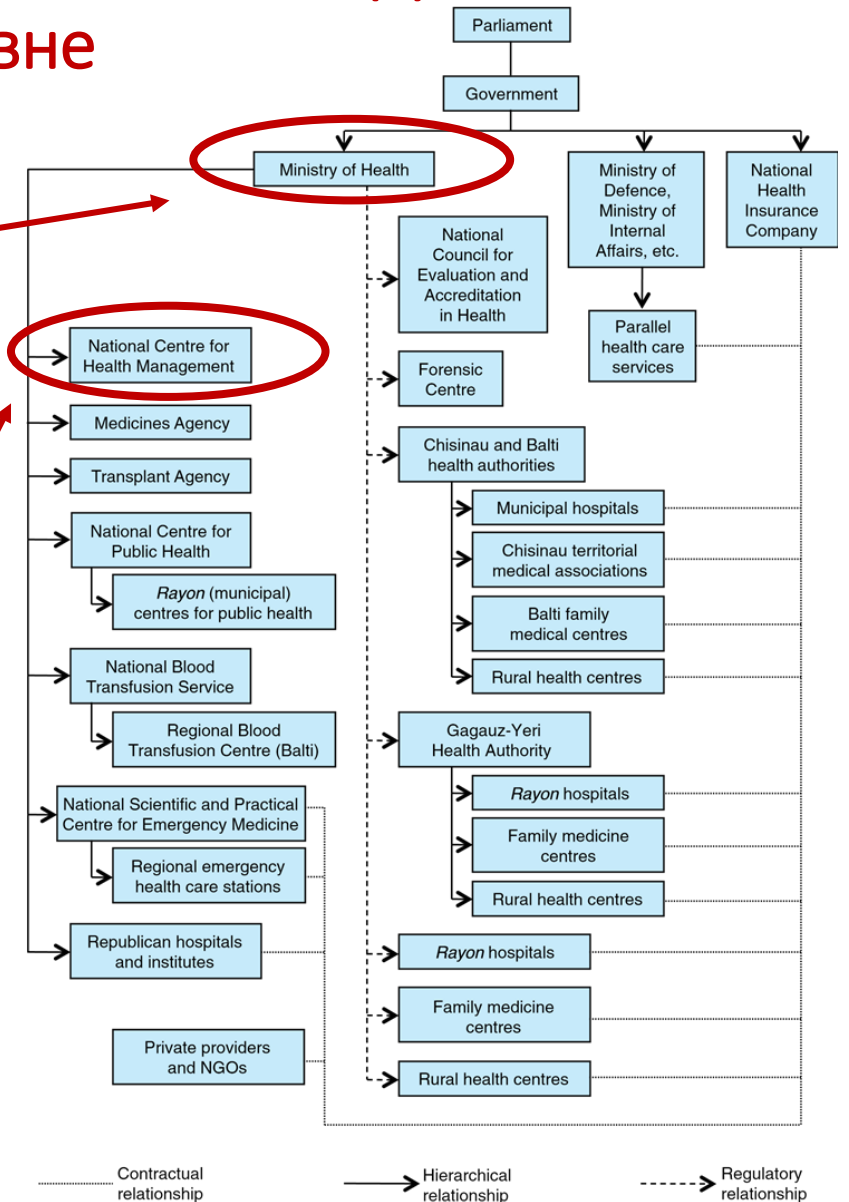 вне
Parliament
Government
Ministry of Health
Ministry of
Defence,
Ministry of
Internal
Affairs, etc.
National
Health
Insurance
Company
National
Council for
Evaluation and
Accreditation
in Health
Parallel
health care
services
National Centre for
Health Management
Forensic
Centre
Medicines Agency
Chisinau and Balti
health authorities
Transplant Agency
Municipal hospitals
National Centre for
Public Health
Chisinau territorial
medical associations
Rayon (municipal)
centres for public health
Balti family
medical centres
National Blood
Transfusion Service
Rural health centres
Regional Blood
Transfusion Centre (Balti)
Gagauz-Yeri
Health Authority
National Scientific and Practical
Centre for Emergency Medicine
Rayon hospitals
Family medicine
centres
Regional emergency
health care stations
Rural health centres
Republican hospitals
and institutes
Rayon hospitals
Family medicine
centres
Private providers
and NGOs
Rural health centres
Contractual
relationship
Hierarchical
relationship
Regulatory
relationship